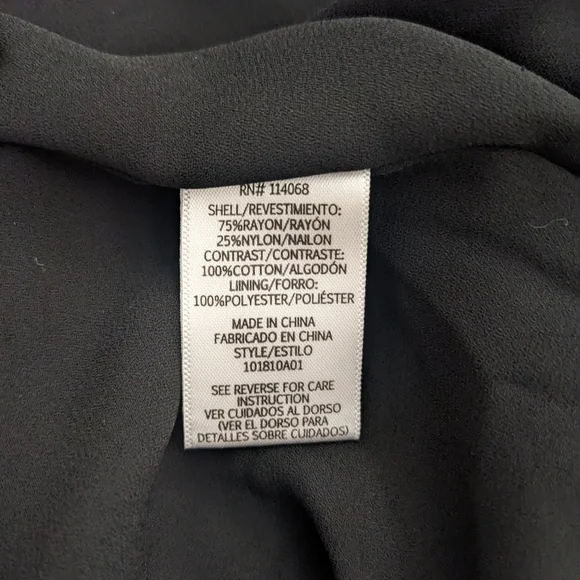 RN# 114068
SHELL/REVESTIMIENTO:
75%RAYON/RAYÓN
25%NYLON/NAILON
CONTRAST/CONTRASTE:
100%COTTON/ALGODÓN
LIINING/FORRO:
100%POLYESTER/POLIÉSTER
MADE IN CHINA
FABRICADO EN CHINA
STYLE/ESTILO
101810A01
SEE REVERSE FOR CARE
INSTRUCTION
VER CUIDADOS AL DORSO
(VER EL DORSO PARA
DETALLES SOBRE CUIDADOS)